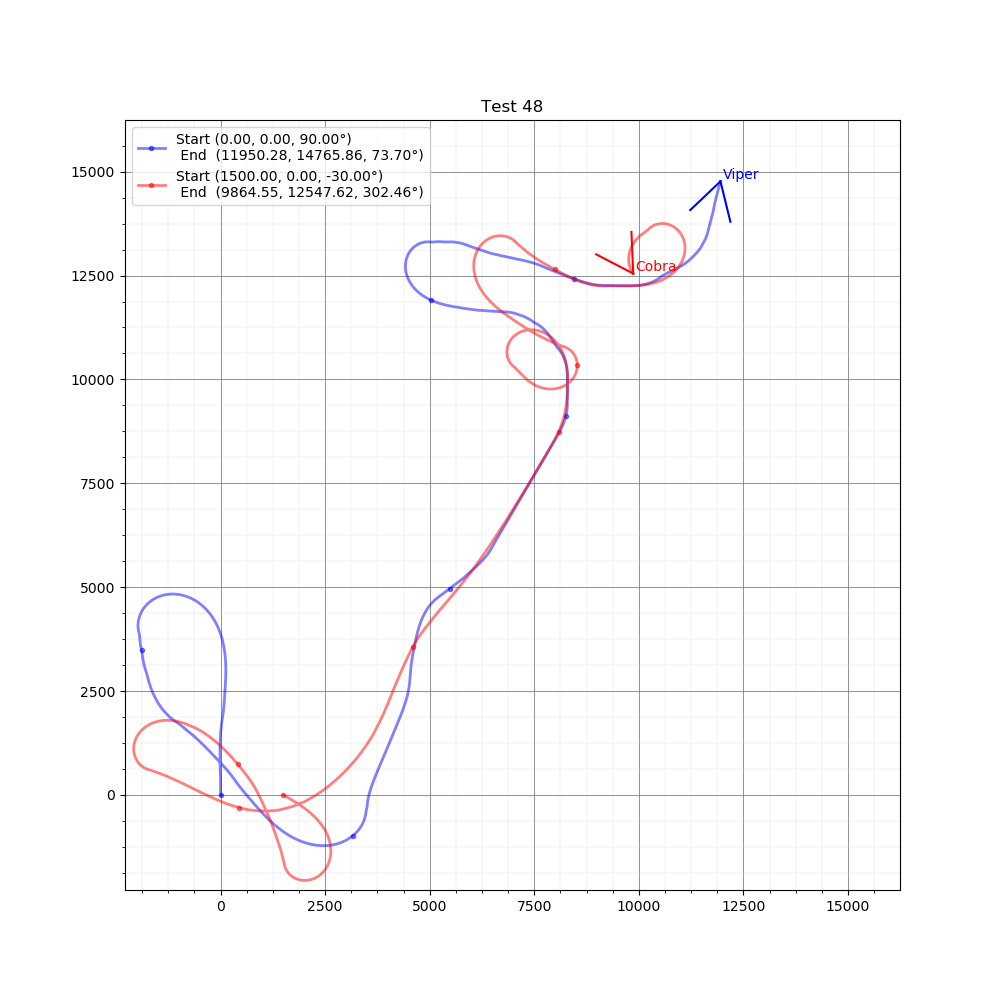 Test 48
Start (0.00, 0.00, 90.00°)
End (11950.28, 14765.86, 73.70°)
Start (1500.00, 0.00, -30.00°)
End (9864.55, 12547.62, 302.46°)
Viper
Cobra
15000
12500
10000
7500
5000
2500
0
0 2500 5000 7500 10000 12500 15000